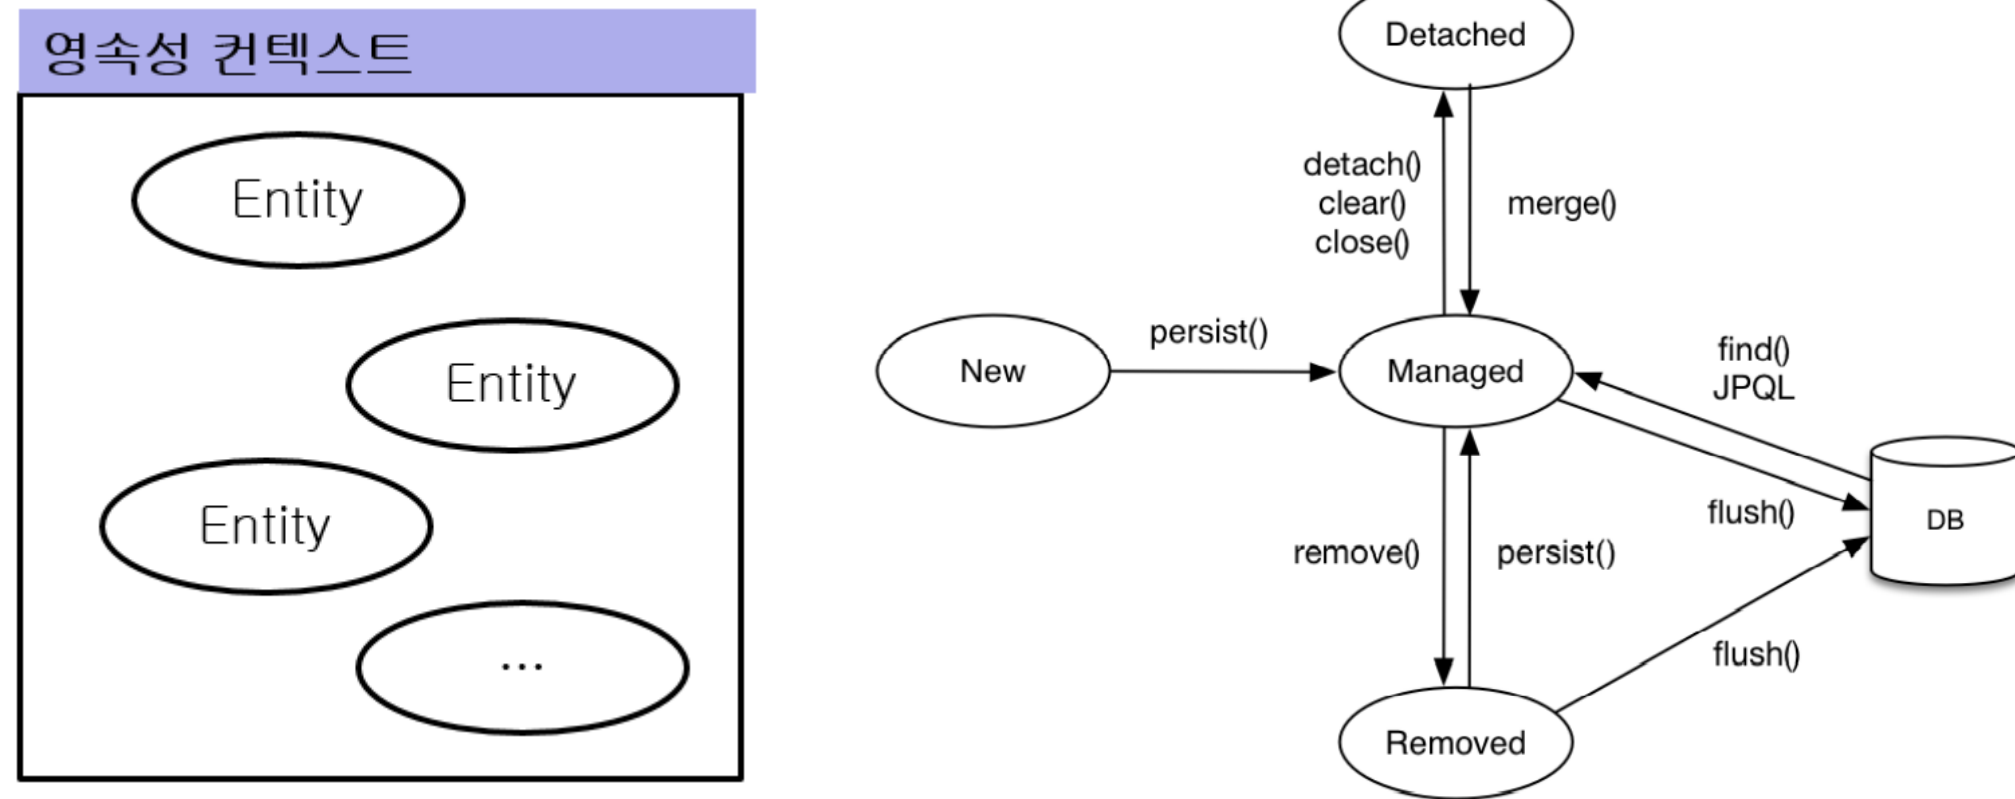 영속성 컨텍스트
Entity
Entity
Entity
...
Detached
detach()
clear()
close()
merge()
New
persist()
Managed
find()
JPQL
flush()
DB
remove()
persist()
flush()
Removed